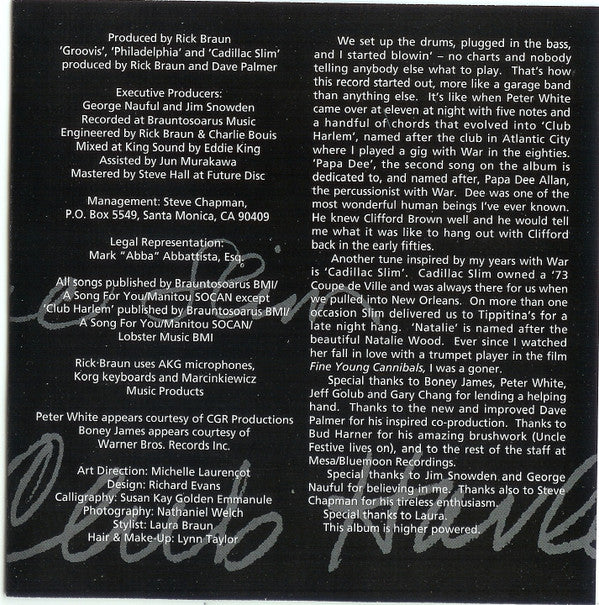 Produced by Rick Braun
'Groovis', 'Philadelphia' and 'Cadillac Slim'
produced by Rick Braun and Dave Palmer
Executive Producers:
George Nauful and Jim Snowden
Recorded at Brauntosoarus Music
Engineered by Rick Braun & Charlie Bouis
Mixed at King Sound by Eddie King
Assisted by Jun Murakawa
Mastered by Steve Hall at Future Disc
Management: Steve Chapman,
P.O. Box 5549, Santa Monica, CA 90409
Legal Representation:
Mark "Abba" Abbattista, Esq.
All songs published by Brauntosoarus BMI/
A Song For You/Manitou SOCAN except
'Club Harlem' published by Brauntosoarus BMI/
A Song For You/Manitou SOCAN/
Lobster Music BMI
Rick Braun uses AKG microphones,
Korg keyboards and Marcinkiewicz
Music Products
Peter White appears courtesy of CGR Productions
Boney James appears courtesy of
Warner Bros. Records Inc.
Art Direction: Michelle Laurençot
Design: Richard Evans
Calligraphy: Susan Kay Golden Emmanule
Photography: Nathaniel Welch
Stylist: Laura Braun
Hair & Make-Up: Lynn Taylor
We set up the drums, plugged in the bass,
and I started blowin' – no charts and nobody
telling anybody else what to play. That's how
this record started out, more like a garage band
than anything else. It's like when Peter White
came over at eleven at night with five notes and
a handful of chords that evolved into 'Club
Harlem', named after the club in Atlantic City
where I played a gig with War in the eighties.
'Papa Dee', the second song on the album is
dedicated to, and named after, Papa Dee Allan,
the percussionist with War. Dee was one of the
most wonderful human beings I've ever known.
He knew Clifford Brown well and he would tell
me what it was like to hang out with Clifford
back in the early fifties.
Another tune inspired by my years with War
is 'Cadillac Slim'. Cadillac Slim owned a '73
Coupe de Ville and was always there for us when
we pulled into New Orleans. On more than one
occasion Slim delivered us to Tippitina's for a
late night hang. 'Natalie' is named after the
beautiful Natalie Wood. Ever since I watched
her fall in love with a trumpet player in the film
Fine Young Cannibals, I was a goner.
Special thanks to Boney James, Peter White,
Jeff Golub and Gary Chang for lending a helping
hand. Thanks to the new and improved Dave
Palmer for his inspired co-production. Thanks to
Bud Harner for his amazing brushwork (Uncle
Festive lives on), and to the rest of the staff at
Mesa/Bluemoon Recordings.
Special thanks to Jim Snowden and George
Nauful for believing in me. Thanks also to Steve
Chapman for his tireless enthusiasm.
Special thanks to Laura.
This album is higher powered.
Slim
Club Harle